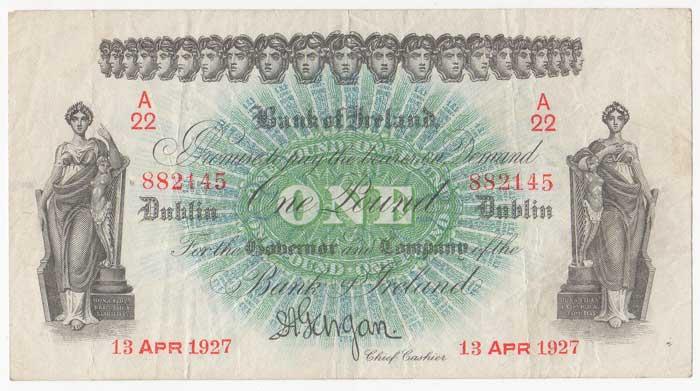 A
22
A
22
Bank of Ireland
I Promise to pay the bearer on Demand
882145 One Pound 882145
ONE
Dublin Dublin
For the Governor and Company of the
Bank of Ireland
Gargan.
13 APR 1927 Chief Cashier 13 APR 1927